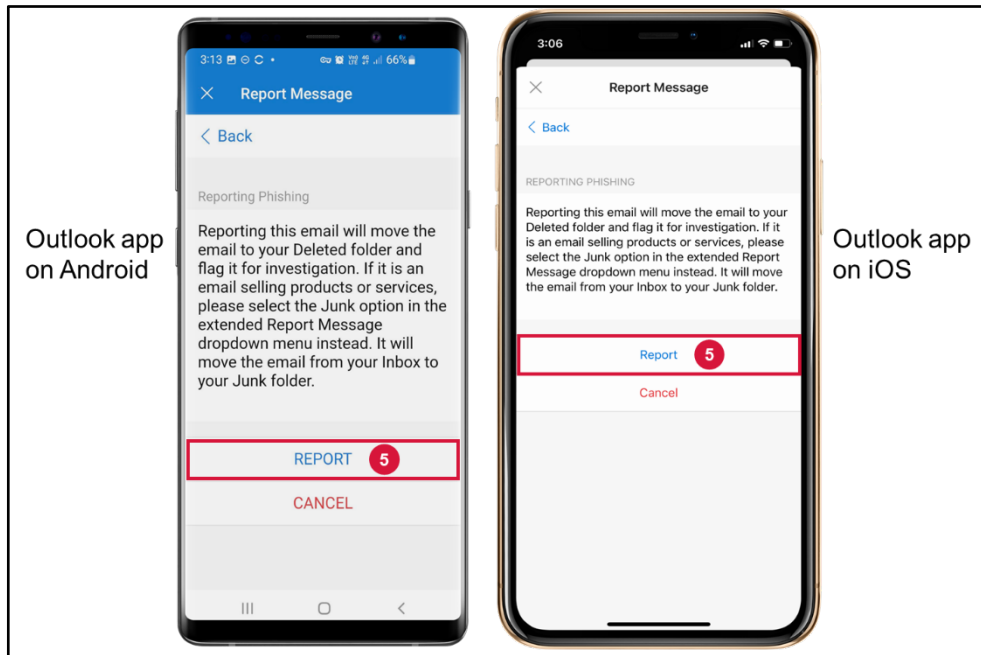 Outlook app
on Android
3:13
66%
Report Message
Back
Reporting Phishing
Reporting this email will move the
email to your Deleted folder and
flag it for investigation. If it is an
email selling products or services,
please select the Junk option in the
extended Report Message
dropdown menu instead. It will
move the email from your Inbox to
your Junk folder.
REPORT 5
CANCEL
3:06
Report Message
Back
REPORTING PHISHING
Reporting this email will move the email to your
Deleted folder and flag it for investigation. If it
is an email selling products or services, please
select the Junk option in the extended Report
Message dropdown menu instead. It will move
the email from your Inbox to your Junk folder.
Report 5
Cancel
Outlook app
on iOS